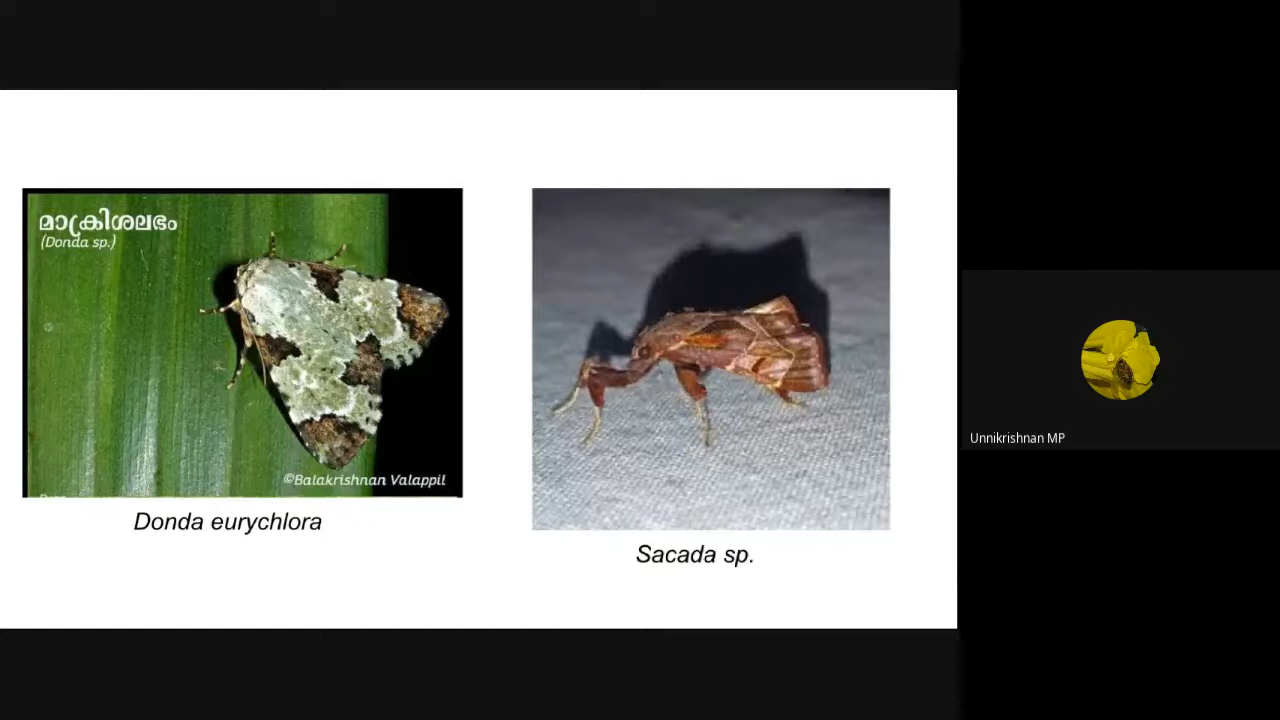 മാക്രിശലഭം
(Donda sp.)
©Balakrishnan Valappil
Donda eurychlora
Sacada sp.
Unnikrishnan MP